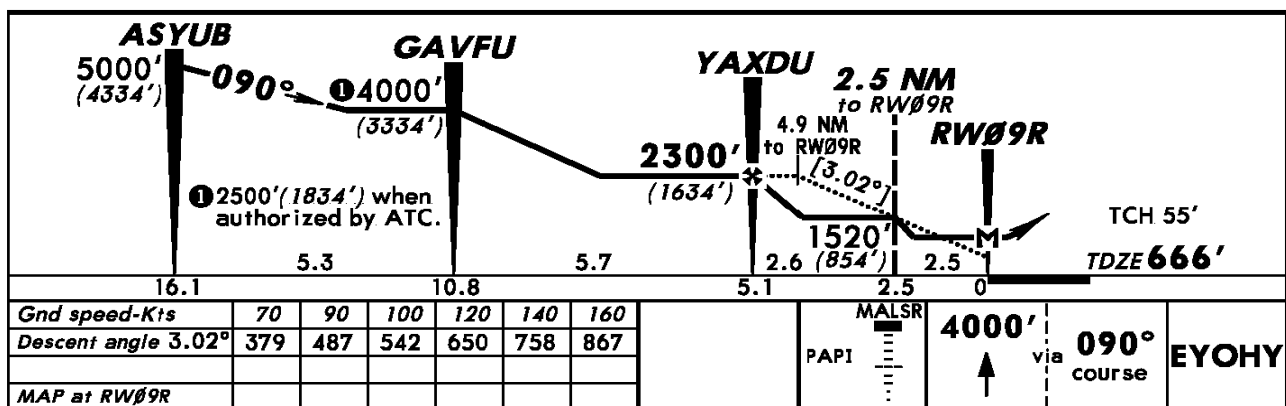 ASYUB
GAVFU
YAXDU
2.5 NM
to RWØ9R
RWØ9R
5000'
(4334')
090°
❶4000'
(3334')
2300'
(1634')
4.9 NM
to RWØ9R
[3.02°]
1520'
(854')
M
TCH 55'
TDZE 666'
❶2500'(1834') when
authorized by ATC.
5.3 5.7 2.6 2.5
16.1 10.8 5.1 2.5 0
Gnd speed-Kts 70 90 100 120 140 160
Descent angle 3.02° 379 487 542 650 758 867
MAP at RWØ9R
MALSR
PAPI
4000'
via
090°
course
EYOHY